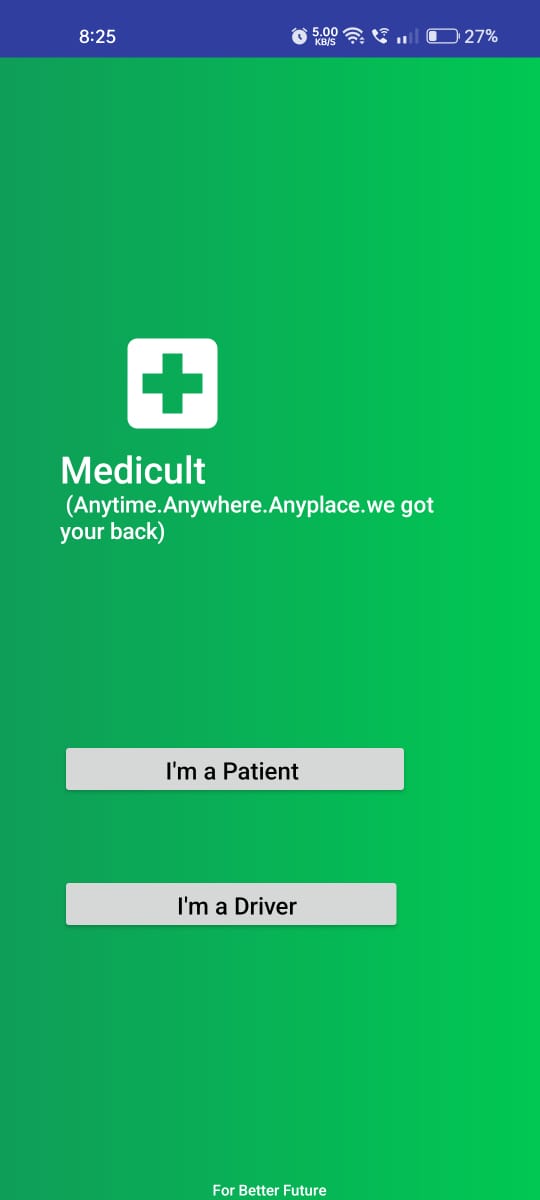 8:25 5.00 KB/S 27%
Medicult
(Anytime.Anywhere.Anyplace.we got
your back)
I'm a Patient
I'm a Driver
For Better Future